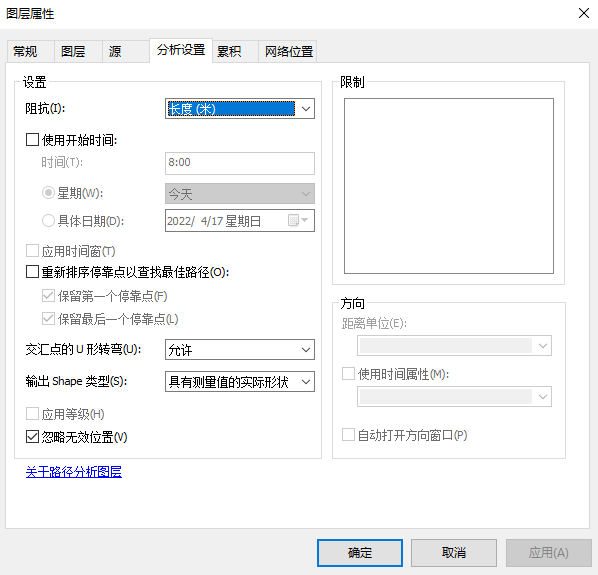 图层属性
常规 图层 源 分析设置 累积 网络位置
设置
阻抗(I): 长度 (米)
使用开始时间:
时间(T): 8:00
星期(W): 今天
具体日期(D): 2022/ 4/17 星期日
应用时间窗(T)
重新排序停靠点以查找最佳路径(O):
保留第一个停靠点(F)
保留最后一个停靠点(L)
交汇点的 U 形转弯(U): 允许
输出 Shape 类型(S): 具有测量值的实际形状
应用等级(H)
忽略无效位置(V)
关于路径分析图层
限制
方向
距离单位(E):
使用时间属性(M):
自动打开方向窗口(P)
确定 取消 应用(A)